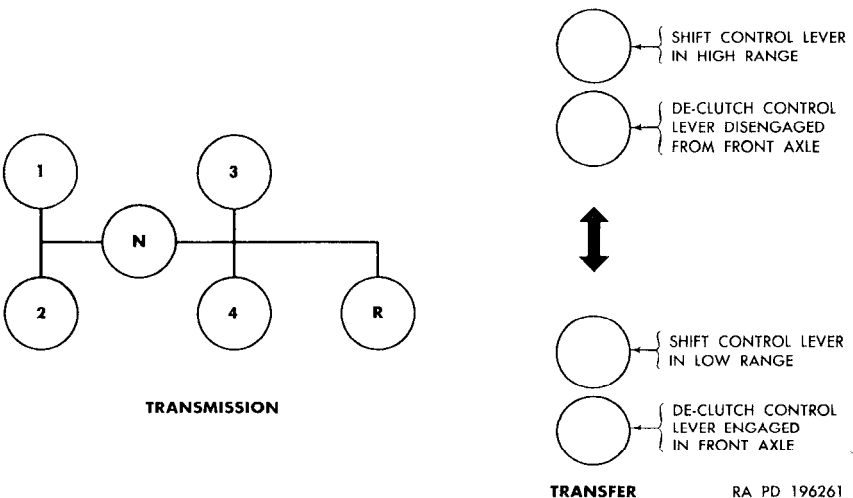 1
3
N
2
4
R
TRANSMISSION
SHIFT CONTROL LEVER
IN HIGH RANGE
DE-CLUTCH CONTROL
LEVER DISENGAGED
FROM FRONT AXLE
SHIFT CONTROL LEVER
IN LOW RANGE
DE-CLUTCH CONTROL
LEVER ENGAGED
IN FRONT AXLE
TRANSFER
RA PD 196261